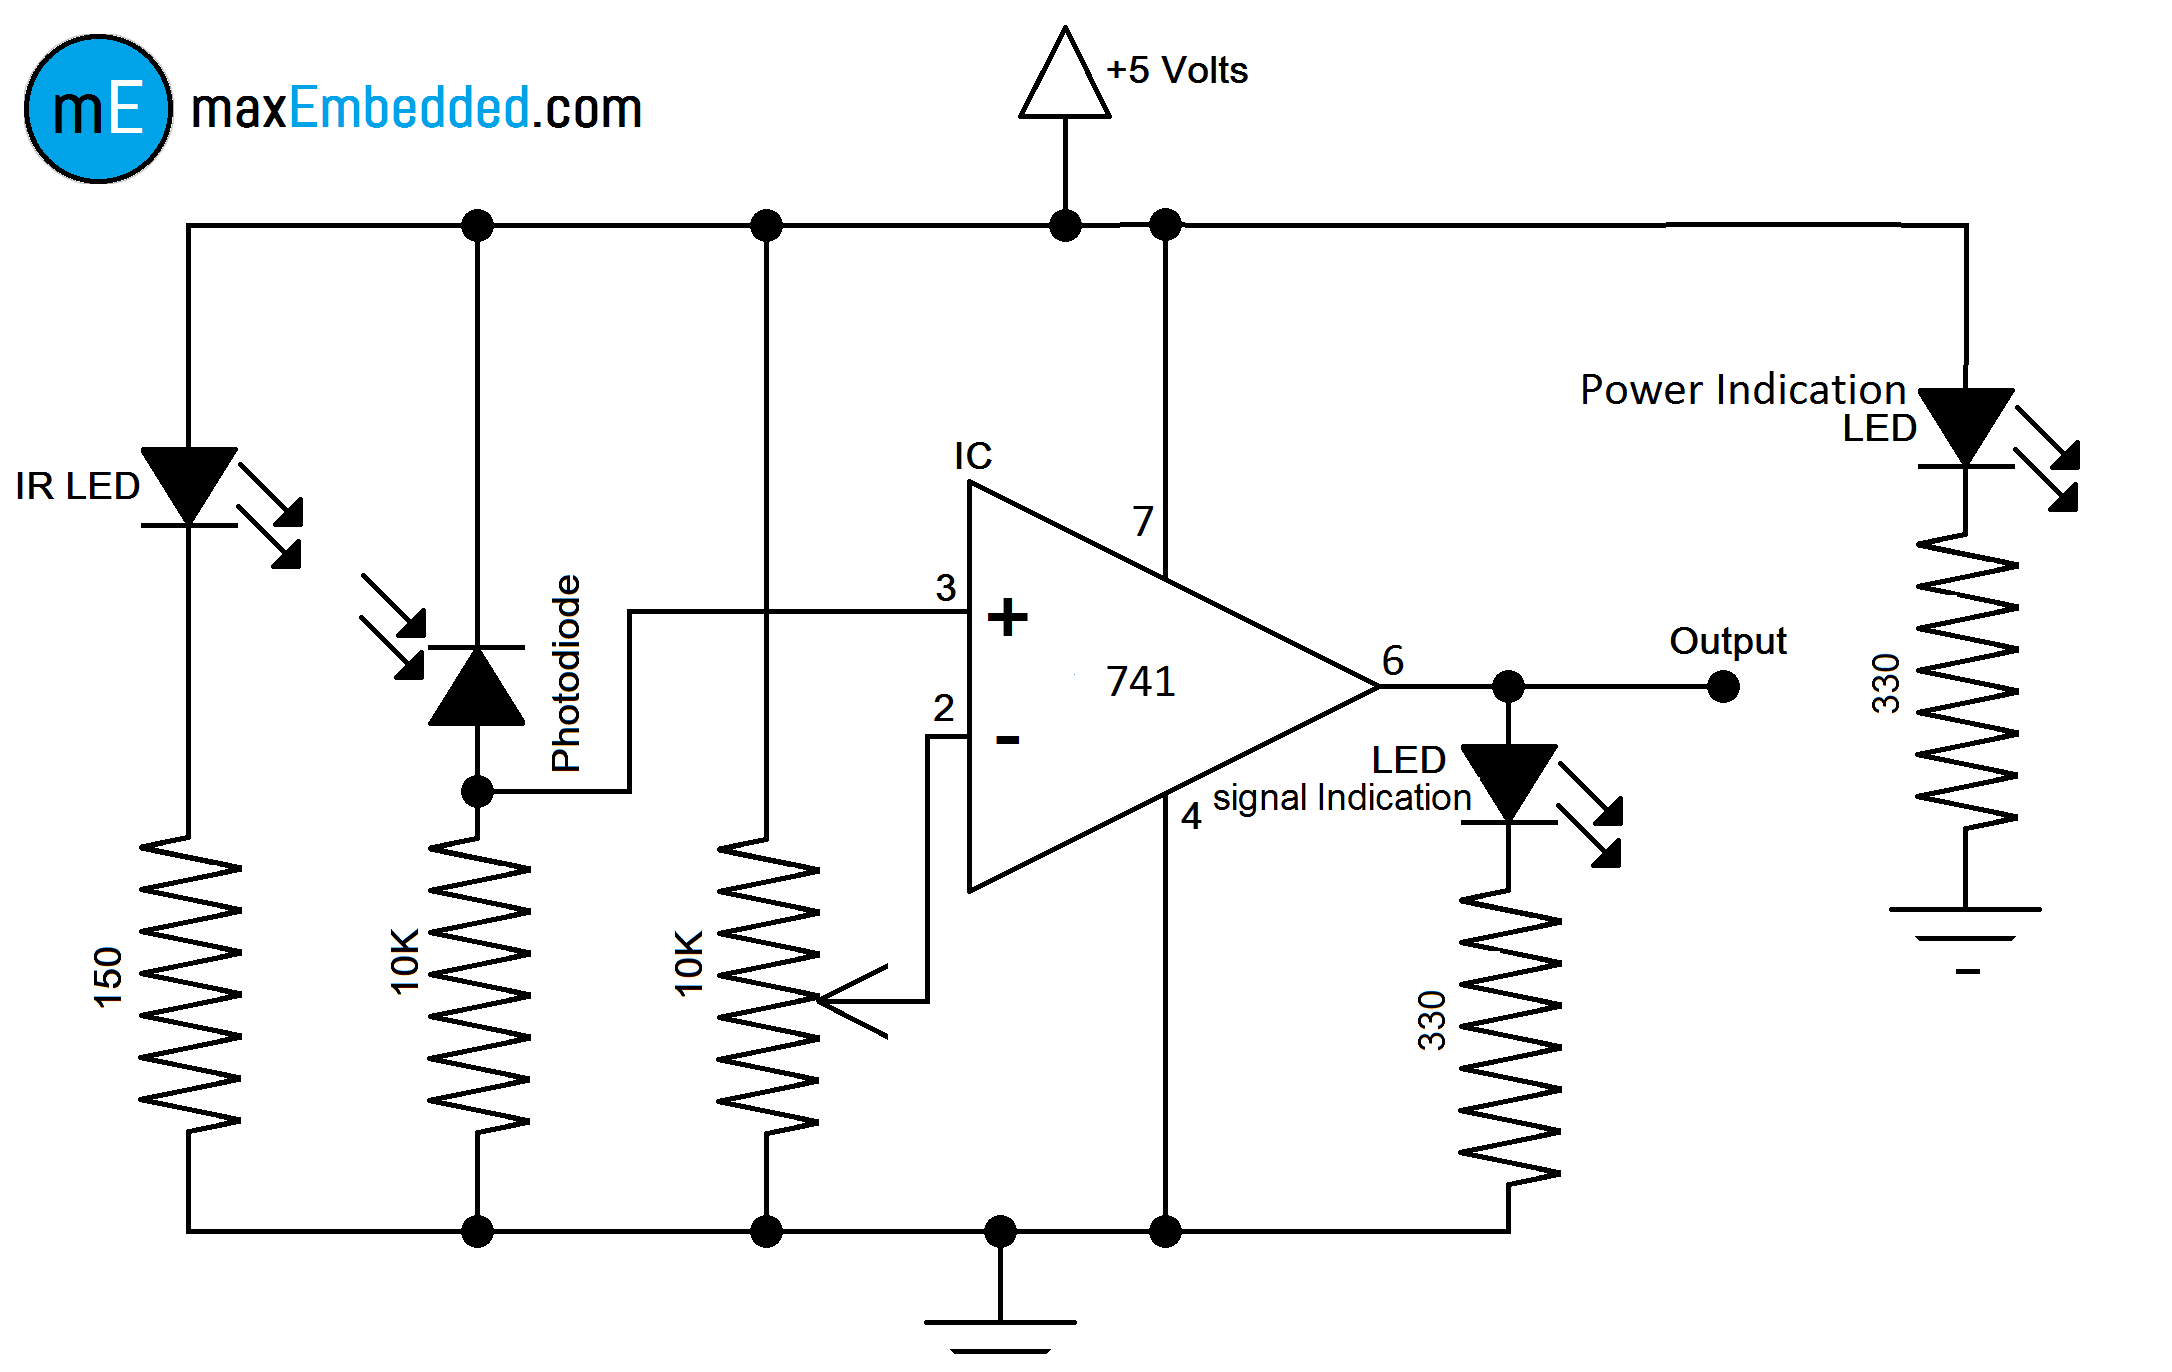 mE maxEmbedded.com
+5 Volts
Power Indication
LED
IC
IR LED
7
3
+
Photodiode
741
6
Output
330
2
-
LED
signal Indication
4
150
10K
10K
330